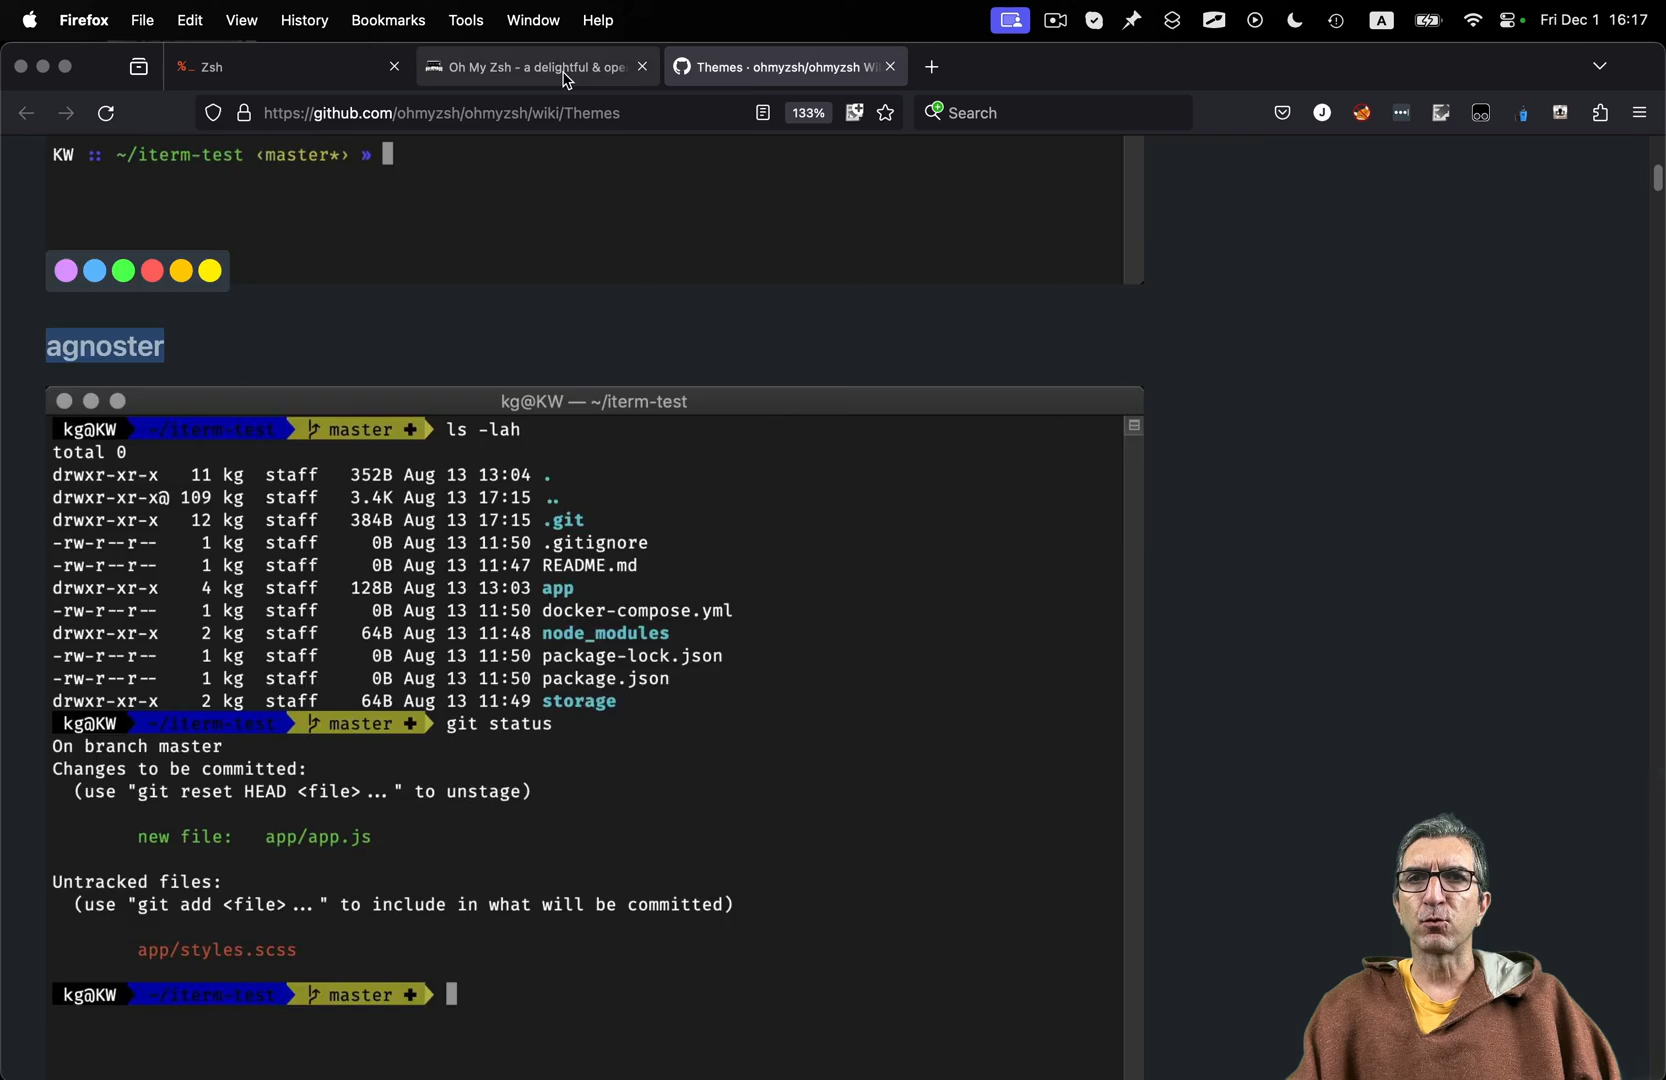 Firefox File Edit View History Bookmarks Tools Window Help A Fri Dec 1 16:17
%_ Zsh
Oh My Zsh - a delightful & ope
Themes · ohmyzsh/ohmyzsh Wi
https://github.com/ohmyzsh/ohmyzsh/wiki/Themes 133% Search J
KW :: ~/iterm-test ‹master*› »
agnoster
kg@KW — ~/iterm-test
kg@KW ~/iterm-test master ✚ ls -lah
total 0
drwxr-xr-x 11 kg staff 352B Aug 13 13:04 .
drwxr-xr-x@ 109 kg staff 3.4K Aug 13 17:15 ..
drwxr-xr-x 12 kg staff 384B Aug 13 17:15 .git
-rw-r--r-- 1 kg staff 0B Aug 13 11:50 .gitignore
-rw-r--r-- 1 kg staff 0B Aug 13 11:47 README.md
drwxr-xr-x 4 kg staff 128B Aug 13 13:03 app
-rw-r--r-- 1 kg staff 0B Aug 13 11:50 docker-compose.yml
drwxr-xr-x 2 kg staff 64B Aug 13 11:48 node_modules
-rw-r--r-- 1 kg staff 0B Aug 13 11:50 package-lock.json
-rw-r--r-- 1 kg staff 0B Aug 13 11:50 package.json
drwxr-xr-x 2 kg staff 64B Aug 13 11:49 storage
kg@KW ~/iterm-test master ✚ git status
On branch master
Changes to be committed:
(use "git reset HEAD <file>..." to unstage)
new file: app/app.js
Untracked files:
(use "git add <file>..." to include in what will be committed)
app/styles.scss
kg@KW ~/iterm-test master ✚